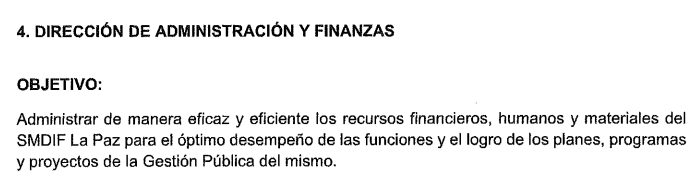 4. DIRECCIÓN DE ADMINISTRACIÓN Y FINANZAS
OBJETIVO:
Administrar de manera eficaz y eficiente los recursos financieros, humanos y materiales del
SMDIF La Paz para el óptimo desempeño de las funciones y el logro de los planes, programas
y proyectos de la Gestión Pública del mismo.